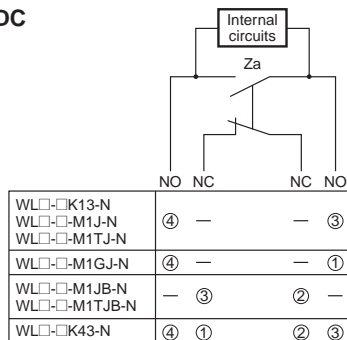 DC
Internal
circuits
Za
NO NC NC NO
WL□-□K13-N
WL□-□-M1J-N
WL□-□-M1TJ-N
④ — — ③
WL□-□-M1GJ-N ④ — — ①
WL□-□-M1JB-N
WL□-□-M1TJB-N
— ③ ② —
WL□-□K43-N ④ ① ② ③